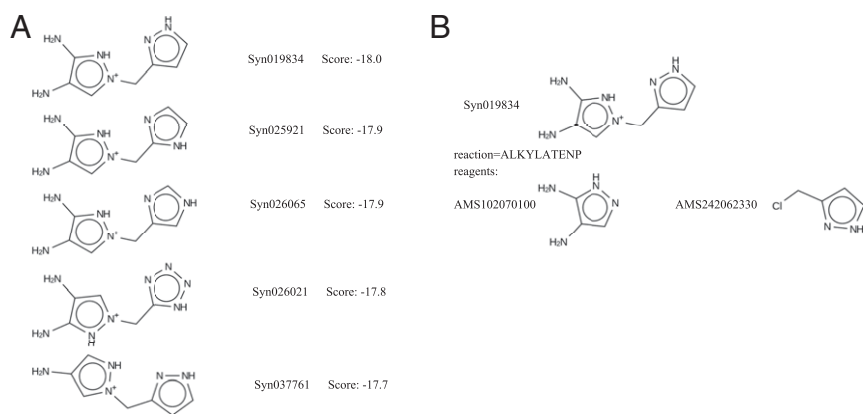 A
B
H
N
H₂N
N
NH
H₂N
N⁺
Syn019834 Score: -18.0
H₂N
N
NH
H₂N
N⁺
NH
Syn025921 Score: -17.9
H₂N
N
NH
NH
H₂N
N⁺
Syn026065 Score: -17.9
H₂N
N
N
N
H₂N
N⁺
NH
N
H
Syn026021 Score: -17.8
H₂N
NH
N⁺
N
NH
Syn037761 Score: -17.7
H
N
H₂N
N
NH
H₂N
N⁺
Syn019834
reaction=ALKYLATENP
reagents:
H
N
H₂N
N
H₂N
AMS102070100
AMS242062330
Cl
N
NH